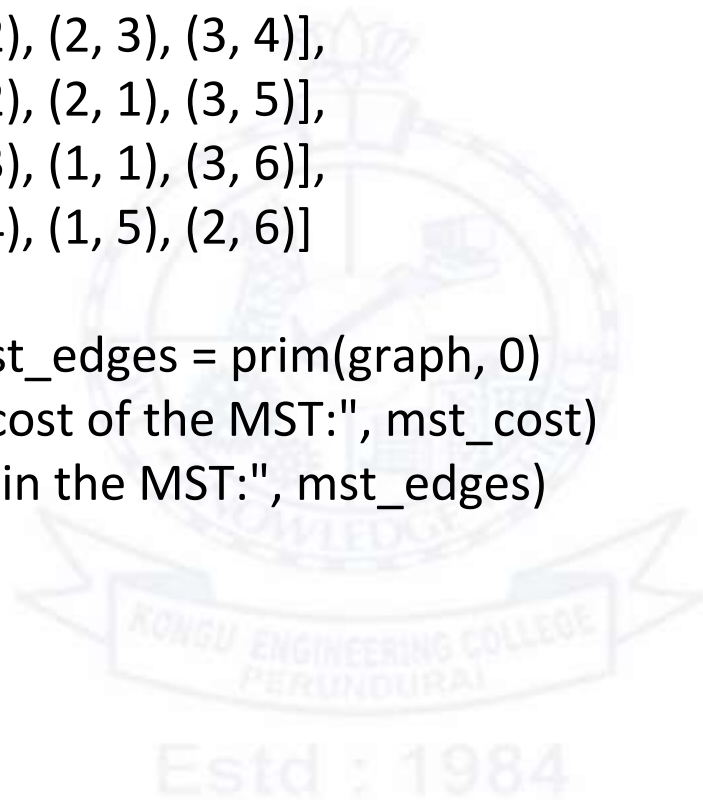 ), (2, 3), (3, 4)],
), (2, 1), (3, 5)],
), (1, 1), (3, 6)],
), (1, 5), (2, 6)]
st_edges = prim(graph, 0)
cost of the MST:", mst_cost)
in the MST:", mst_edges)
KNOWLEDGE
KONGU ENGINEERING COLLEGE
PERUNDURAI
Estd : 1984